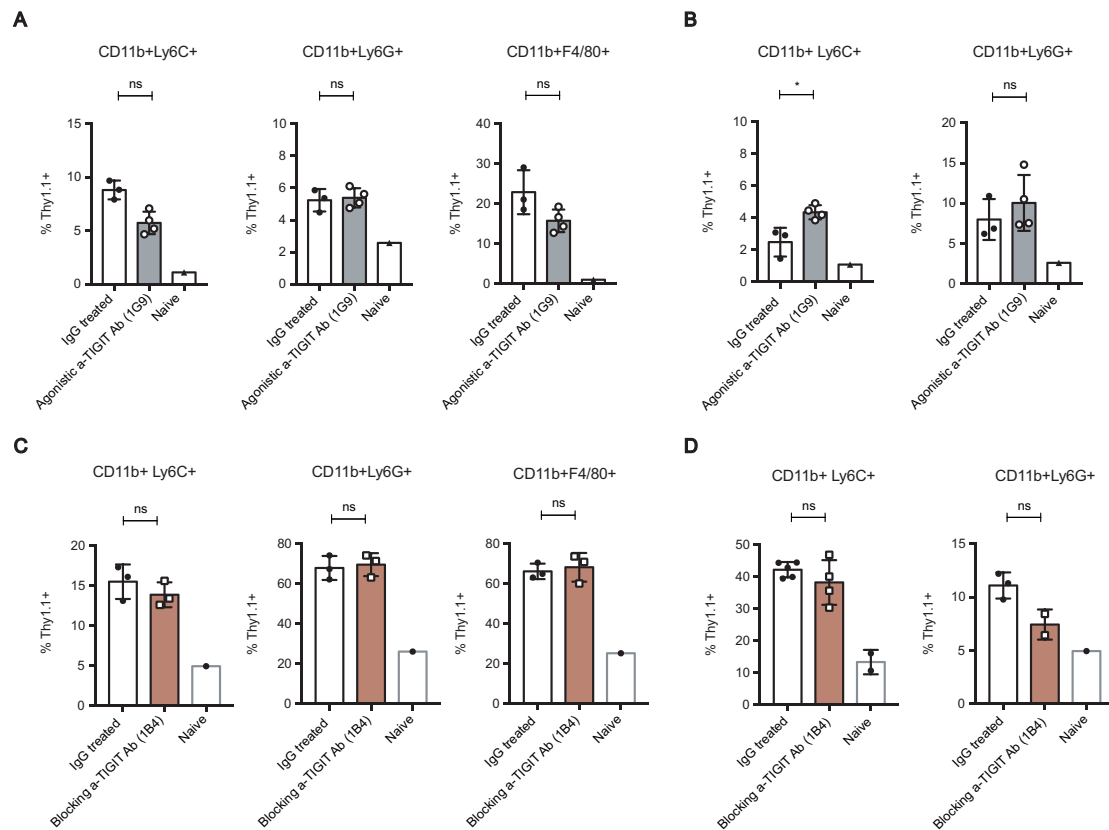 A
CD11b+Ly6C+
ns
% Thy1.1+
15
10
5
0
IgG treated
Agonistic a-TIGIT Ab (1G9)
Naive
CD11b+Ly6G+
ns
% Thy1.1+
10
8
6
4
2
0
IgG treated
Agonistic a-TIGIT Ab (1G9)
Naive
CD11b+F4/80+
ns
% Thy1.1+
40
30
20
10
0
IgG treated
Agonistic a-TIGIT Ab (1G9)
Naive
B
CD11b+ Ly6C+
*
% Thy1.1+
10
8
6
4
2
0
IgG treated
Agonistic a-TIGIT Ab (1G9)
Naive
CD11b+Ly6G+
ns
% Thy1.1+
20
15
10
5
0
IgG treated
Agonistic a-TIGIT Ab (1G9)
Naive
C
CD11b+ Ly6C+
ns
% Thy1.1+
20
15
10
5
0
IgG treated
Blocking a-TIGIT Ab (1B4)
Naive
CD11b+Ly6G+
ns
% Thy1.1+
80
60
40
20
0
IgG treated
Blocking a-TIGIT Ab (1B4)
Naive
CD11b+F4/80+
ns
% Thy1.1+
80
60
40
20
0
IgG treated
Blocking a-TIGIT Ab (1B4)
Naive
D
CD11b+ Ly6C+
ns
% Thy1.1+
50
40
30
20
10
0
IgG treated
Blocking a-TIGIT Ab (1B4)
Naive
CD11b+Ly6G+
ns
% Thy1.1+
15
10
5
0
IgG treated
Blocking a-TIGIT Ab (1B4)
Naive